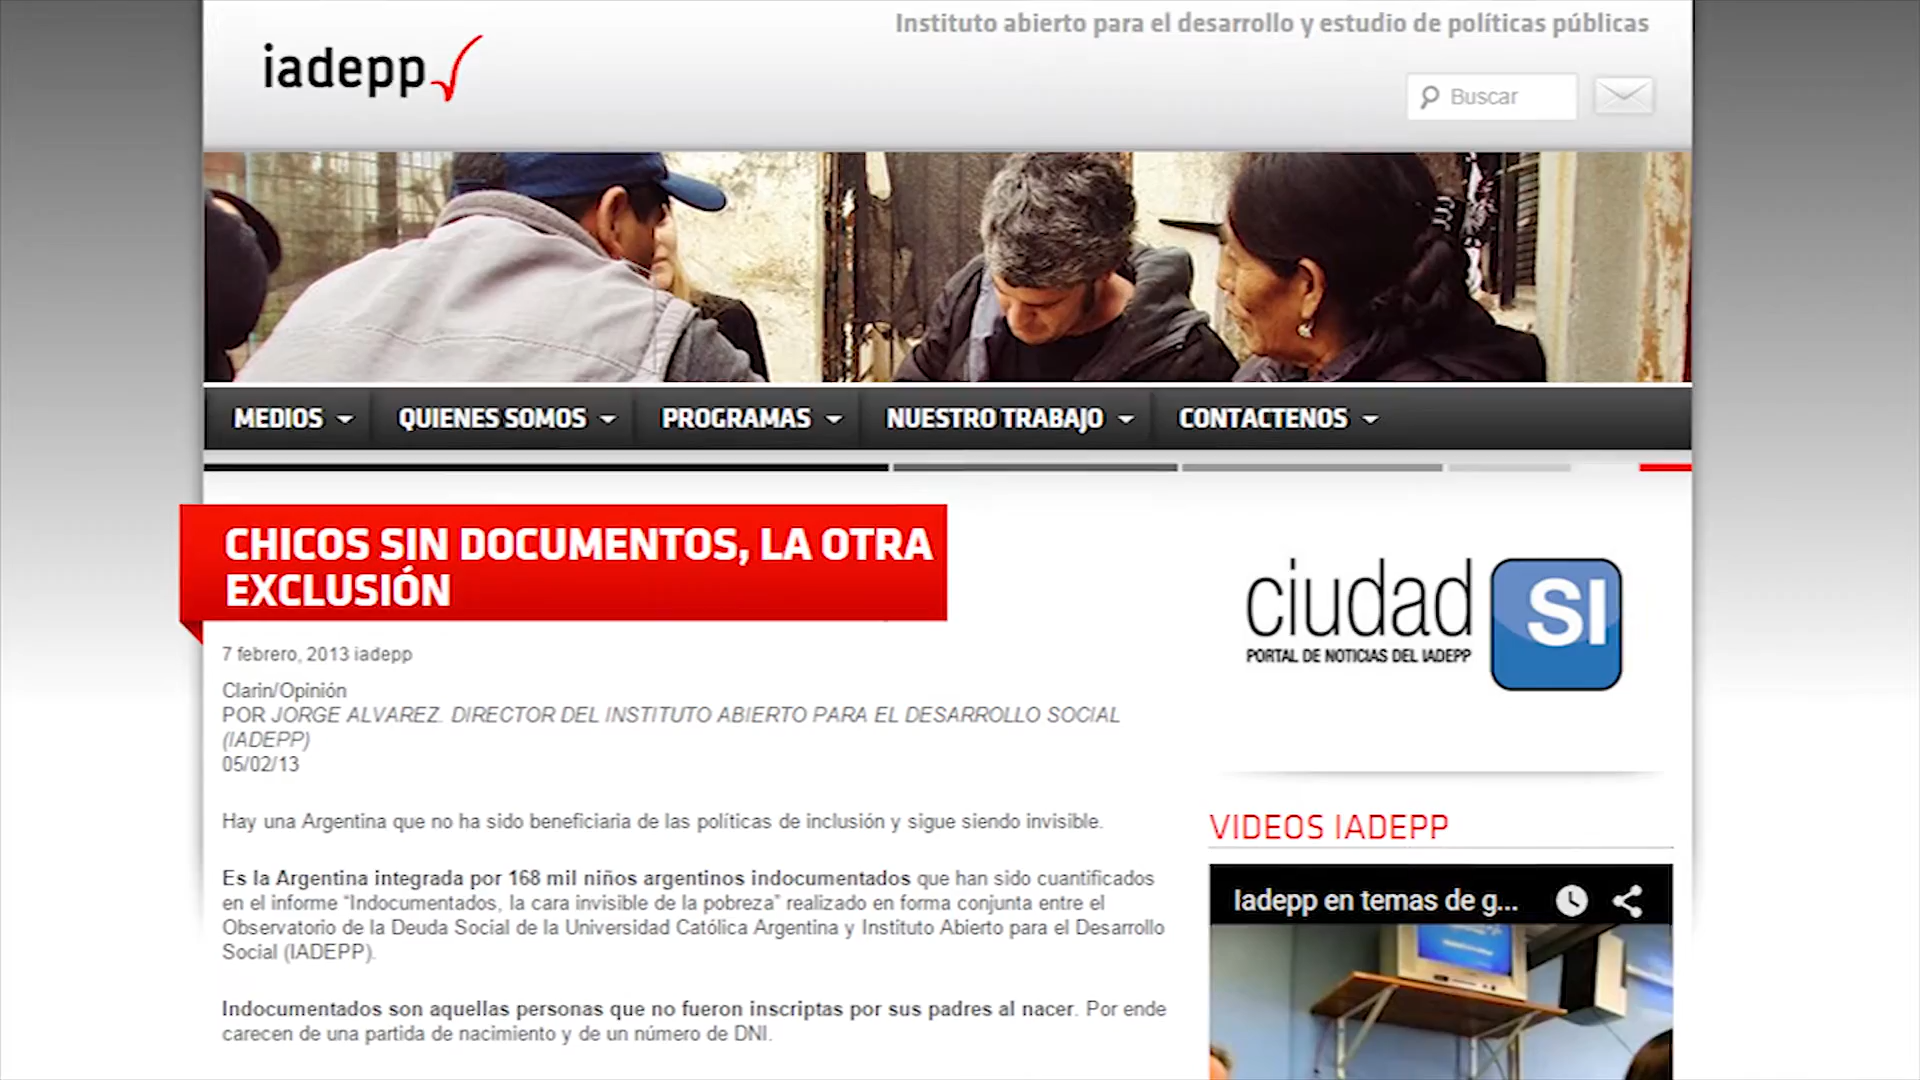 Instituto abierto para el desarrollo y estudio de políticas públicas
iadepp
Buscar
MEDIOS
QUIENES SOMOS
PROGRAMAS
NUESTRO TRABAJO
CONTACTENOS
CHICOS SIN DOCUMENTOS, LA OTRA
EXCLUSIÓN
7 febrero, 2013 iadepp
Clarin/Opinión
POR JORGE ALVAREZ. DIRECTOR DEL INSTITUTO ABIERTO PARA EL DESARROLLO SOCIAL
(IADEPP)
05/02/13
Hay una Argentina que no ha sido beneficiaria de las políticas de inclusión y sigue siendo invisible.
Es la Argentina integrada por 168 mil niños argentinos indocumentados que han sido cuantificados
en el informe “Indocumentados, la cara invisible de la pobreza” realizado en forma conjunta entre el
Observatorio de la Deuda Social de la Universidad Católica Argentina y Instituto Abierto para el Desarrollo
Social (IADEPP).
Indocumentados son aquellas personas que no fueron inscriptas por sus padres al nacer. Por ende
carecen de una partida de nacimiento y de un número de DNI.
ciudad SI
PORTAL DE NOTICIAS DEL IADEPP
VIDEOS IADEPP
Iadepp en temas de g...